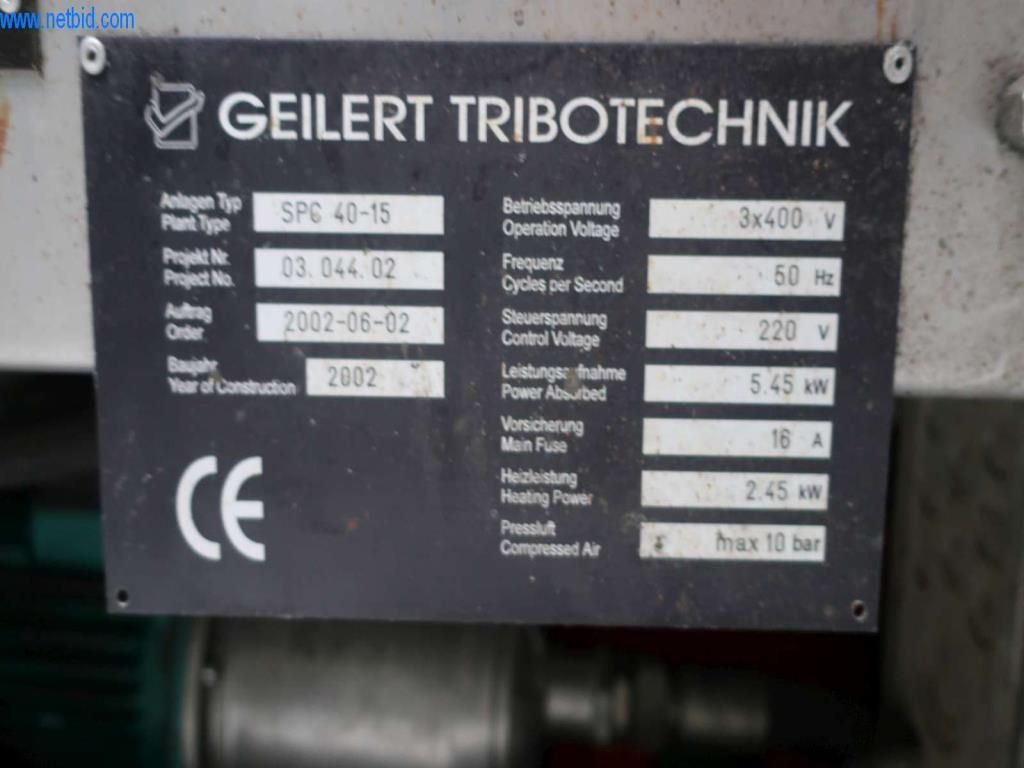 www.netbid.com
GEILERT TRIBOTECHNIK
Anlagen Typ
Plant Type
SPC 40-15
Projekt Nr.
Project No.
03.044.02
Auftrag
Order
2002-06-02
Baujahr
Year of Construction
2002
CE
Betriebsspannung
Operation Voltage
3x400 V
Frequenz
Cycles per Second
50 Hz
Steuerspannung
Control Voltage
220 V
Leistungsaufnahme
Power Absorbed
5.45 kW
Vorsicherung
Main Fuse
16 A
Heizleistung
Heating Power
2.45 kW
Pressluft
Compressed Air
max 10 bar